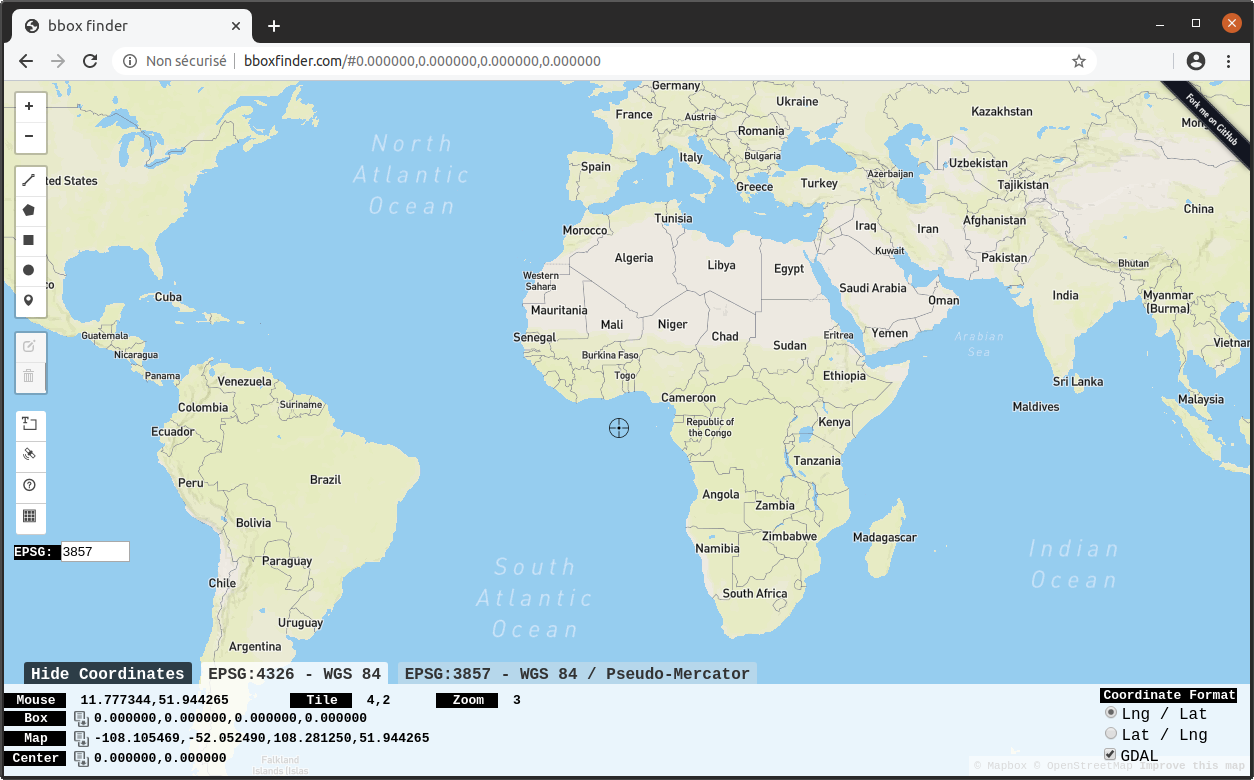 bbox finder
Non sécurisé
bboxfinder.com/#0.000000,0.000000,0.000000,0.000000
Fork me on GitHub
+
−
Germany
Ukraine
Kazakhstan
France
Austria
Mon
Romania
North
Atlantic
Ocean
Italy
Bulgaria
Uzbekistan
Spain
Azerbaijan
Tajikistan
ted States
Greece
Turkey
China
Tunisia
Afghanistan
Morocco
Iraq
Iran
Kuwait
Algeria
Libya
Egypt
Pakistan
Bhutan
Western
Sahara
Saudi Arabia
Oman
India
Myanmar
(Burma)
co
Cuba
Mauritania
Mali
Niger
Chad
Sudan
Eritrea
Yemen
Arabian
Sea
Guatemala
Senegal
Vietnam
Nicaragua
Burkina Faso
Panama
Togo
Ethiopia
Venezuela
Sri Lanka
Colombia
Suriname
Cameroon
Maldives
Malaysia
Ecuador
Republic of
the Congo
Kenya
Tanzania
Peru
Brazil
Angola
Zambia
Bolivia
Zimbabwe
Madagascar
Namibia
Indian
Ocean
Paraguay
South
Atlantic
Ocean
Chile
South Africa
Uruguay
Argentina
EPSG: 3857
Hide Coordinates
EPSG:4326 - WGS 84
EPSG:3857 - WGS 84 / Pseudo-Mercator
Mouse 11.777344,51.944265 Tile 4,2 Zoom 3
Box 0.000000,0.000000,0.000000,0.000000
Map -108.105469,-52.052490,108.281250,51.944265
Center 0.000000,0.000000
Falkland
Islands (Islas
Coordinate Format
Lng / Lat
Lat / Lng
GDAL
© Mapbox © OpenStreetMap Improve this map